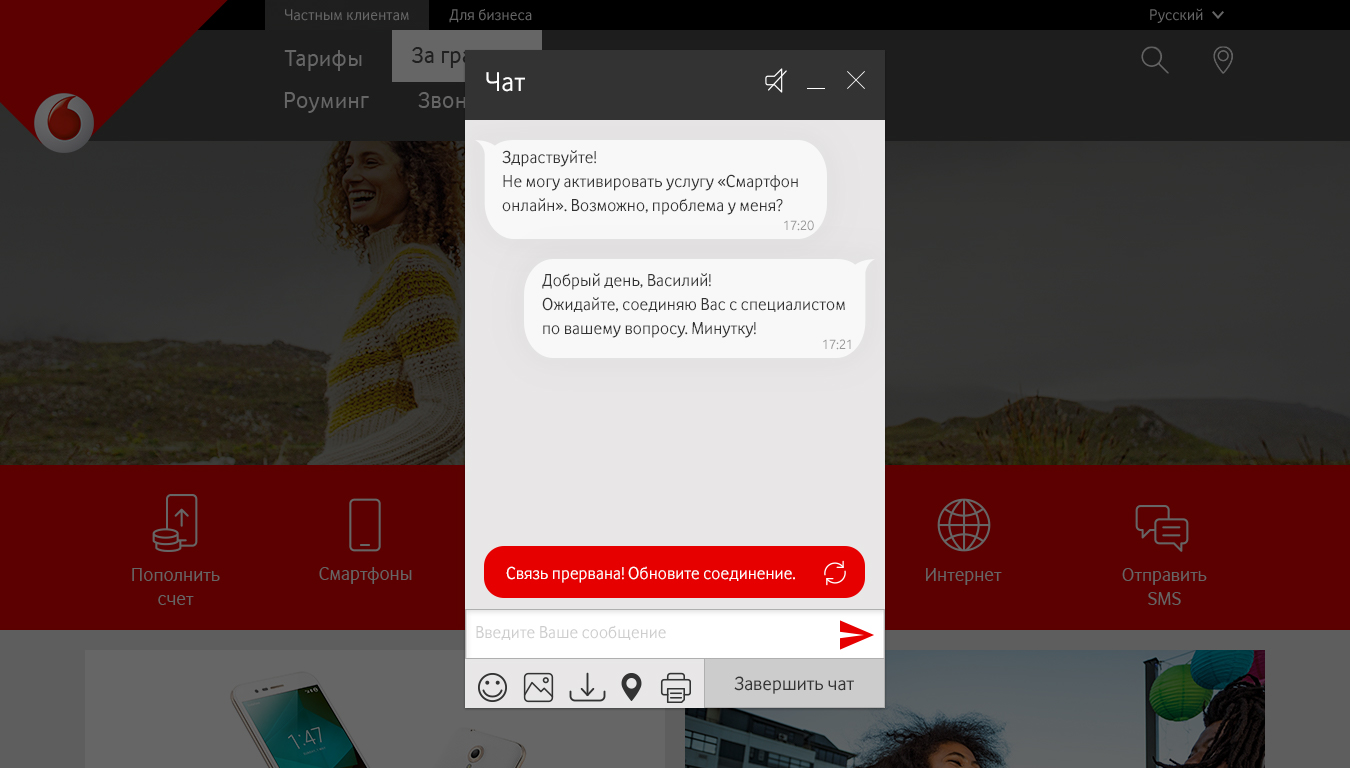 Частным клиентам
Для бизнеса
Русский
Тарифы
За гра
Роуминг
Звон
Чат
Здраствуйте!
Не могу активировать услугу «Смартфон
онлайн». Возможно, проблема у меня?
17:20
Добрый день, Василий!
Ожидайте, соединяю Вас с специалистом
по вашему вопросу. Минутку!
17:21
Связь прервана! Обновите соединение.
Введите Ваше сообщение
Завершить чат
Пополнить
счет
Смартфоны
Интернет
Отправить
SMS
1:47